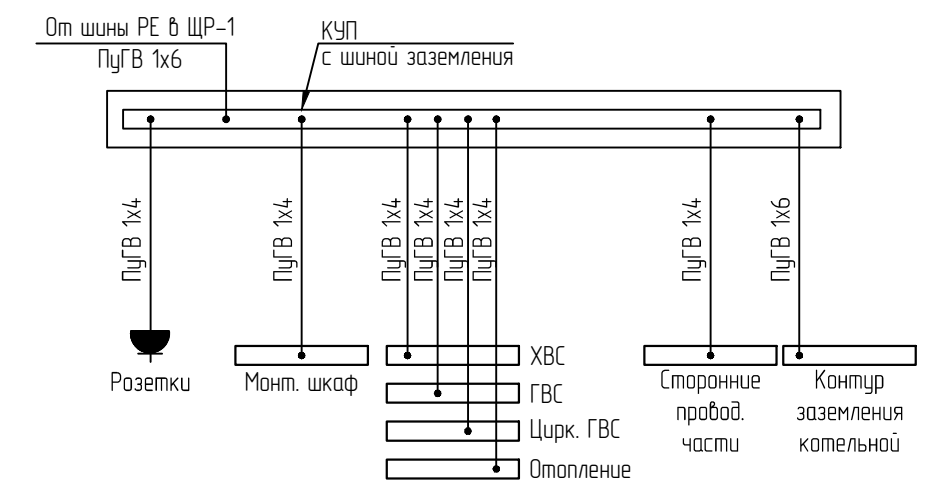 От шины РЕ в ЩР-1
ПуГВ 1х6
КУП
с шиной заземления
ПуГВ 1х4
ПуГВ 1х4
ПуГВ 1х4
ПуГВ 1х4
ПуГВ 1х4
ПуГВ 1х4
ПуГВ 1х4
ПуГВ 1х6
Розетки
Монт. шкаф
ХВС
ГВС
Цирк. ГВС
Отопление
Сторонние
провод.
части
Контур
заземления
котельной